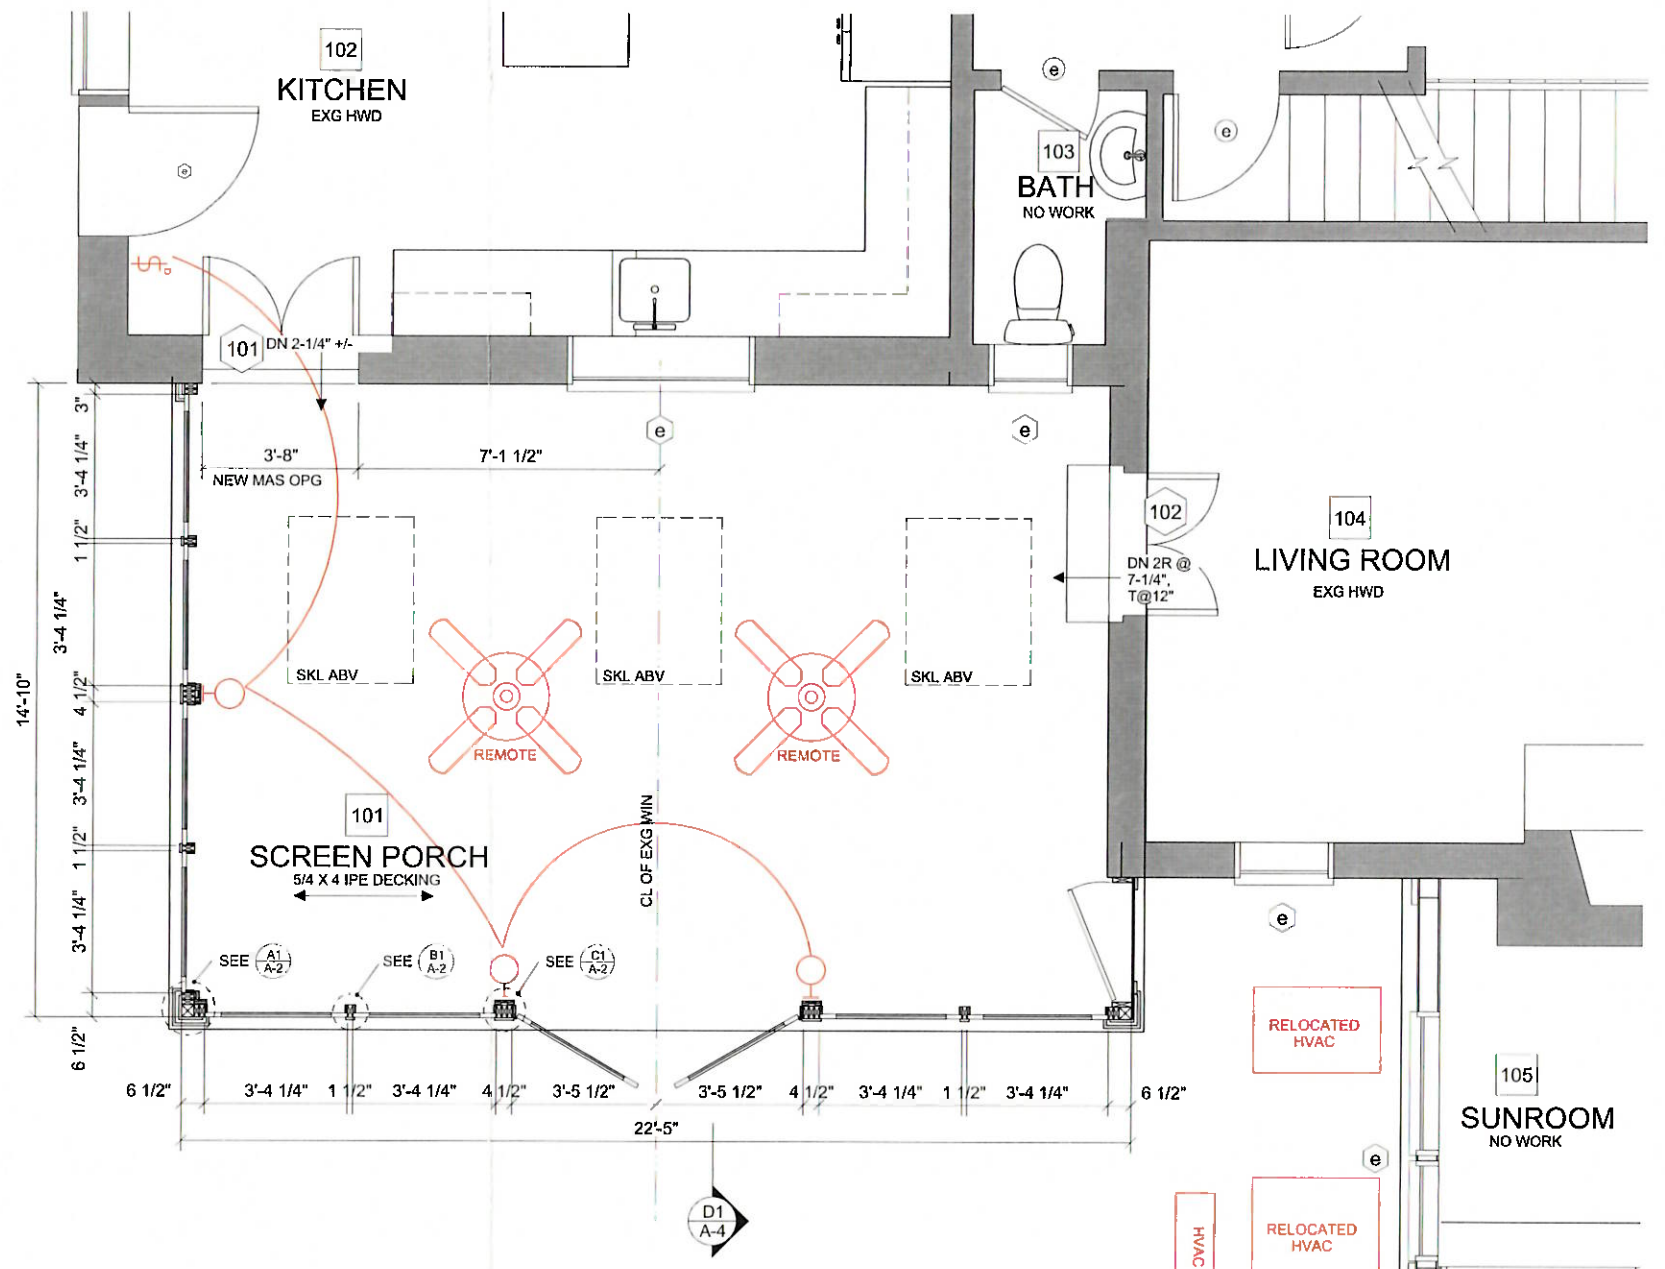 102
KITCHEN
EXG HWD
e
e
e
103
BATH
NO WORK
$ D
101
DN 2-1/4" +/-
e
e
3'-8"
7'-1 1/2"
NEW MAS OPG
102
DN 2R @
7-1/4",
T@12"
104
LIVING ROOM
EXG HWD
SKL ABV
SKL ABV
SKL ABV
REMOTE
REMOTE
3"
3'-4 1/4"
1 1/2"
3'-4 1/4"
4 1/2"
14'-10"
3'-4 1/4"
1 1/2"
3'-4 1/4"
6 1/2"
CL OF EXG WIN
101
SCREEN PORCH
5/4 X 4 IPE DECKING
SEE A1
A-2
SEE B1
A-2
SEE C1
A-2
e
6 1/2"
3'-4 1/4"
1 1/2"
3'-4 1/4"
4 1/2"
3'-5 1/2"
3'-5 1/2"
4 1/2"
3'-4 1/4"
1 1/2"
3'-4 1/4"
6 1/2"
22'-5"
D1
A-4
RELOCATED
HVAC
105
SUNROOM
NO WORK
e
HVAC
RELOCATED
HVAC